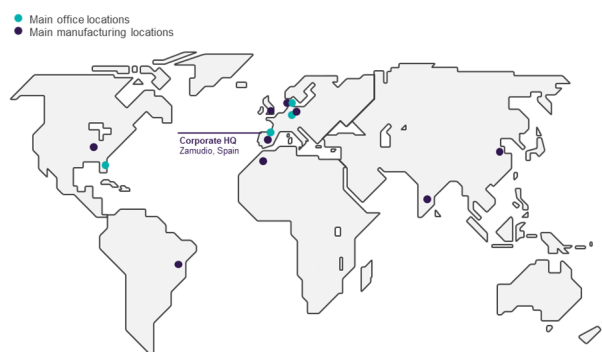 Main office locations
Main manufacturing locations
Corporate HQ
Zamudio, Spain